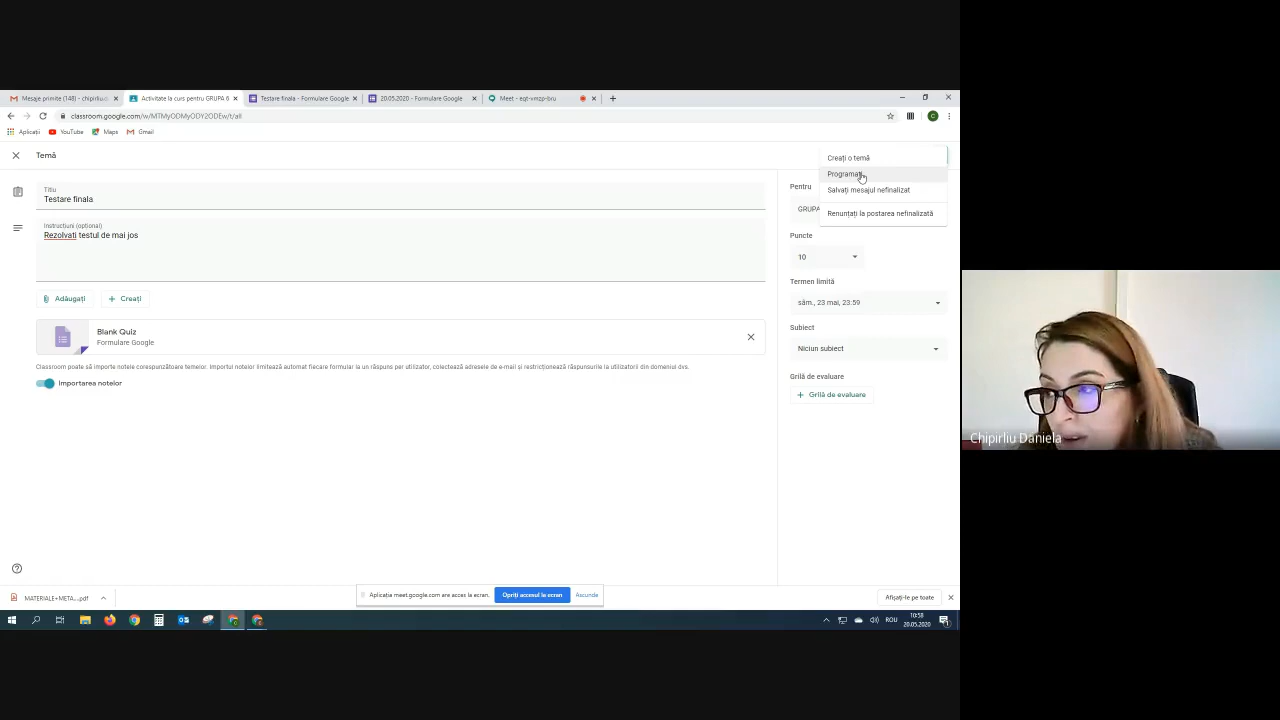 Mesaje primite (148) - chipirliu.d
Activitate la curs pentru GRUPA 6
Testare finala - Formulare Google
20.05.2020 - Formulare Google
Meet - eqt-vmzp-bru
classroom.google.com/w/MTMyODMyODY2ODEw/t/all
Aplicații
YouTube
Maps
Gmail
Temă
Creați o temă
Programați
Salvați mesajul nefinalizat
Renunțați la postarea nefinalizată
Titlu
Testare finala
Instrucțiuni (opțional)
Rezolvati testul de mai jos
Adăugați
Creați
Blank Quiz
Formulare Google
Classroom poate să importe notele corespunzătoare temelor. Importul notelor limitează automat fiecare formular la un răspuns per utilizator, colectează adresele de e-mail și restricționează răspunsurile la utilizatorii din domeniul dvs.
Importarea notelor
Pentru
GRUPA
Puncte
10
Termen limită
sâm., 23 mai, 23:59
Subiect
Niciun subiect
Grilă de evaluare
Grilă de evaluare
Chipirliu Daniela
Aplicația meet.google.com are acces la ecran.
Opriți accesul la ecran
Ascunde
MATERIALE+META....pdf
Afișați-le pe toate
ROU
10:58
20.05.2020